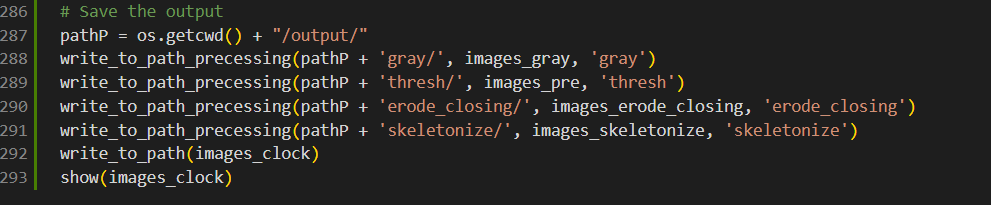 286 # Save the output
287 pathP = os.getcwd() + "/output/"
288 write_to_path_precessing(pathP + 'gray/', images_gray, 'gray')
289 write_to_path_precessing(pathP + 'thresh/', images_pre, 'thresh')
290 write_to_path_precessing(pathP + 'erode_closing/', images_erode_closing, 'erode_closing')
291 write_to_path_precessing(pathP + 'skeletonize/', images_skeletonize, 'skeletonize')
292 write_to_path(images_clock)
293 show(images_clock)